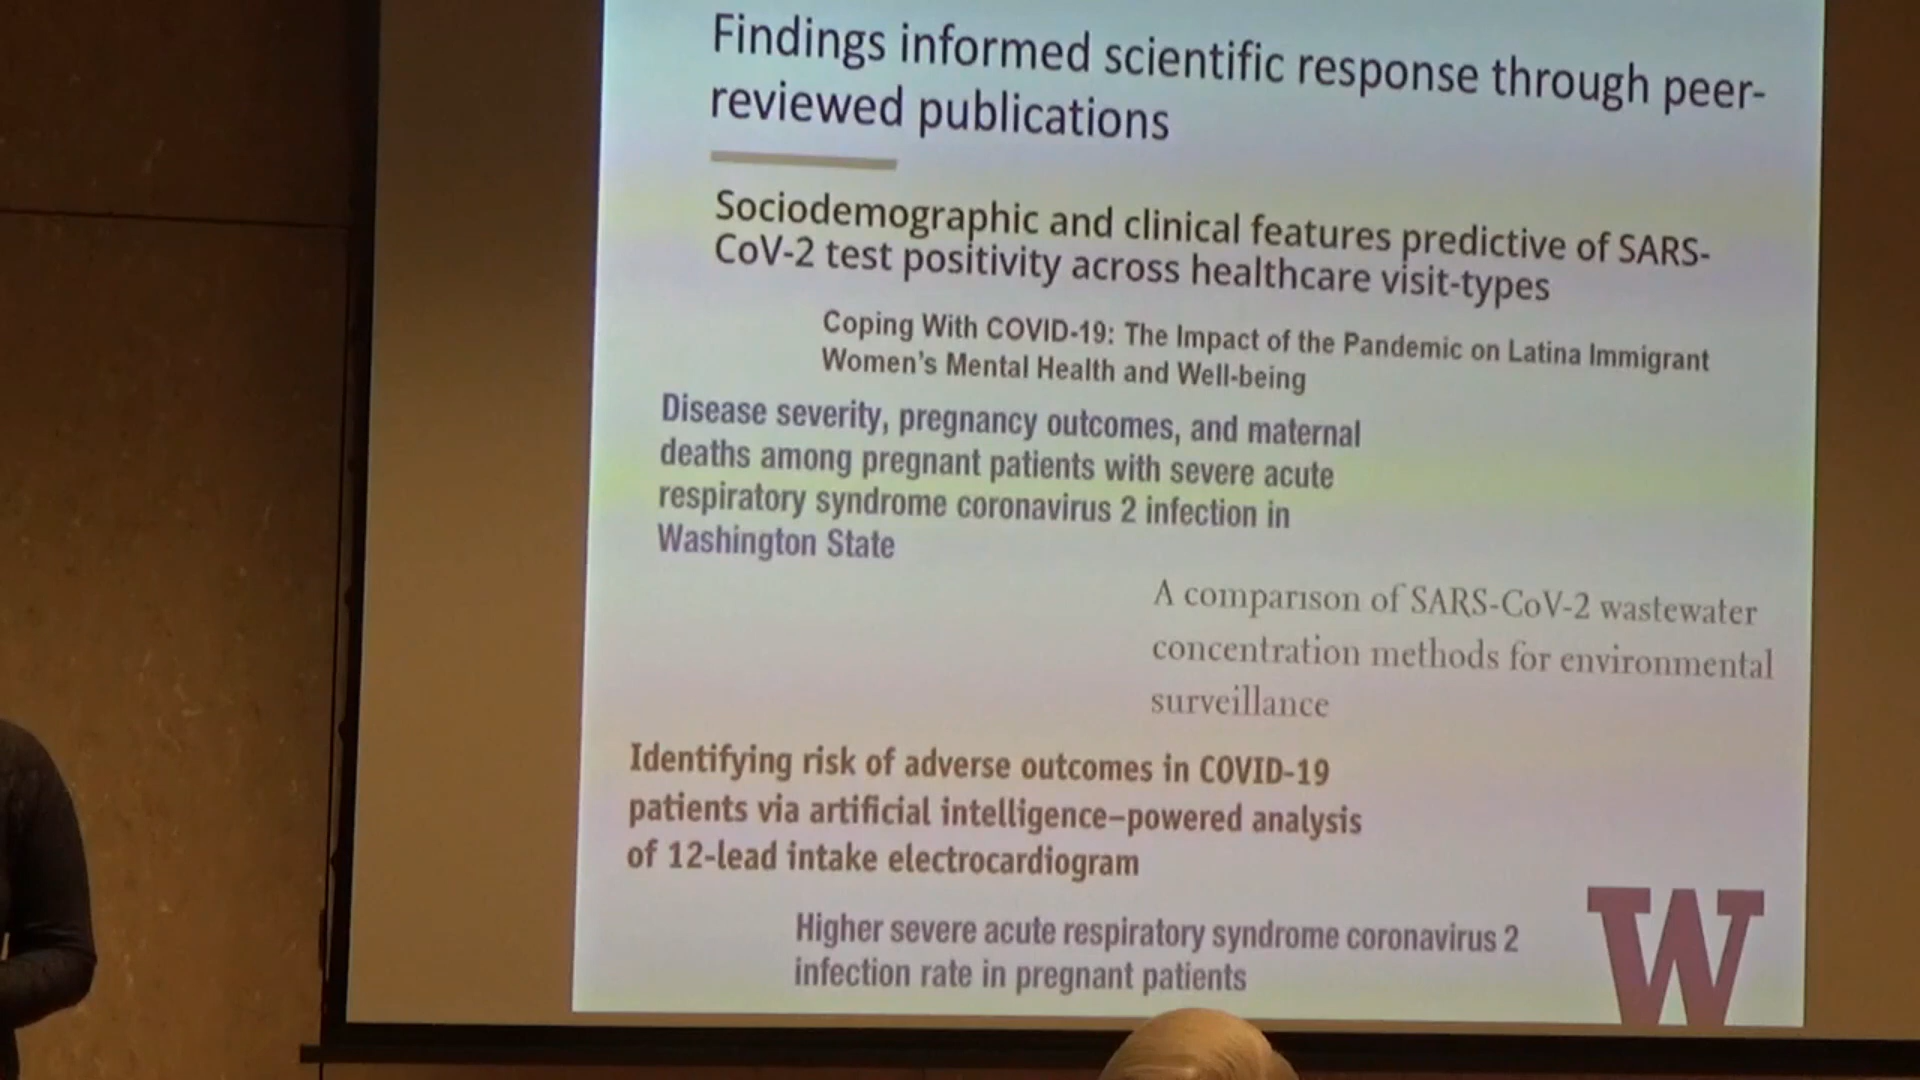 Findings informed scientific response through peer-
reviewed publications
Sociodemographic and clinical features predictive of SARS-
CoV-2 test positivity across healthcare visit-types
Coping With COVID-19: The Impact of the Pandemic on Latina Immigrant
Women's Mental Health and Well-being
Disease severity, pregnancy outcomes, and maternal
deaths among pregnant patients with severe acute
respiratory syndrome coronavirus 2 infection in
Washington State
A comparison of SARS-CoV-2 wastewater
concentration methods for environmental
surveillance
Identifying risk of adverse outcomes in COVID-19
patients via artificial intelligence–powered analysis
of 12-lead intake electrocardiogram
Higher severe acute respiratory syndrome coronavirus 2
infection rate in pregnant patients
W